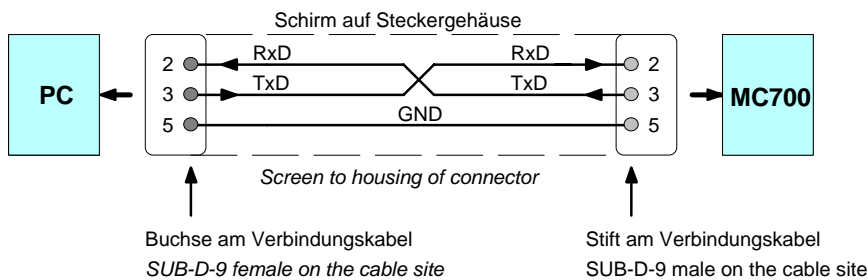 Schirm auf Steckergehäuse
RxD RxD
2 2
PC MC700
TxD TxD
3 3
GND
5 5
Screen to housing of connector
Buchse am Verbindungskabel Stift am Verbindungskabel
SUB-D-9 female on the cable site SUB-D-9 male on the cable site